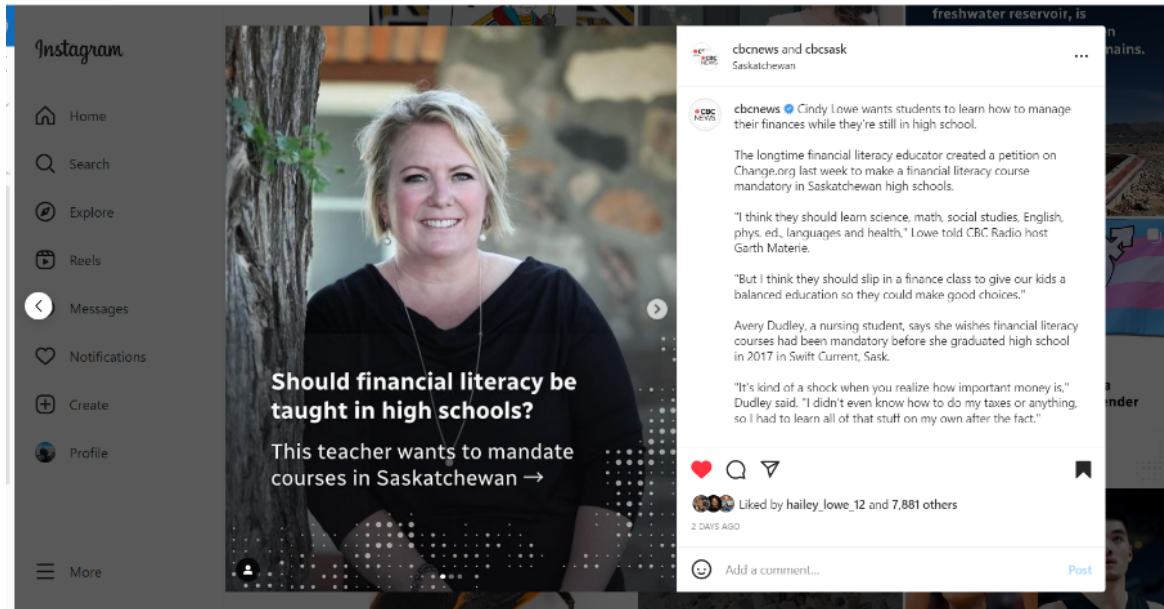 freshwater reservoir, is
mains.
Instagram
Home
Search
Explore
Reels
Messages
Notifications
Create
Profile
More
Should financial literacy be
taught in high schools?
This teacher wants to mandate
courses in Saskatchewan →
cbcnews and cbcsask
Saskatchewan
CBC
NEWS
cbcnews Cindy Lowe wants students to learn how to manage
their finances while they're still in high school.
The longtime financial literacy educator created a petition on
Change.org last week to make a financial literacy course
mandatory in Saskatchewan high schools.
"I think they should learn science, math, social studies, English,
phys. ed., languages and health," Lowe told CBC Radio host
Garth Materie.
"But I think they should slip in a finance class to give our kids a
balanced education so they could make good choices."
Avery Dudley, a nursing student, says she wishes financial literacy
courses had been mandatory before she graduated high school
in 2017 in Swift Current, Sask.
"It's kind of a shock when you realize how important money is,"
Dudley said. "I didn't even know how to do my taxes or anything,
so I had to learn all of that stuff on my own after the fact."
Liked by hailey_lowe_12 and 7,881 others
2 DAYS AGO
Add a comment...
Post